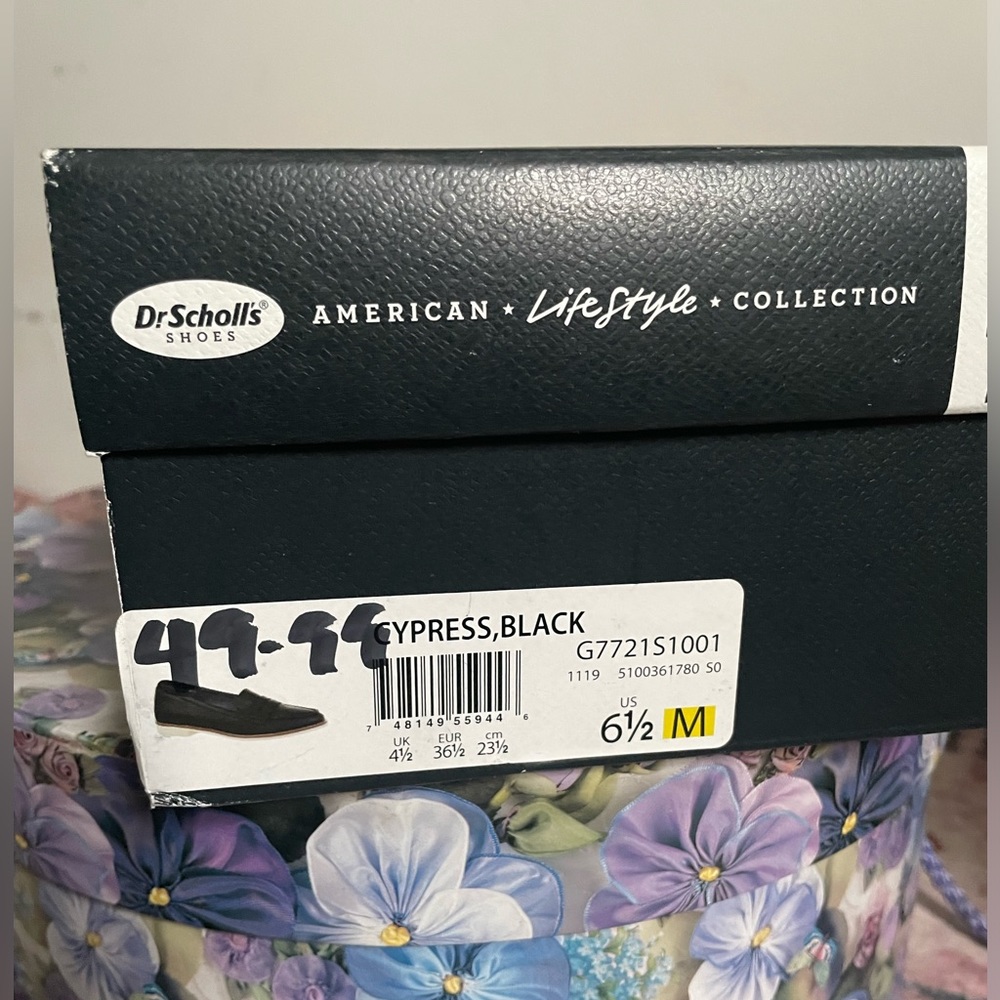 Dr. Scholl's®
SHOES
AMERICAN ★ LifeStyle ★ COLLECTION
49.99
CYPRESS,BLACK
G7721S1001
1119 5100361780 S0
7 48149 55944 6
US
6½ M
UK EUR cm
4½ 36½ 23½